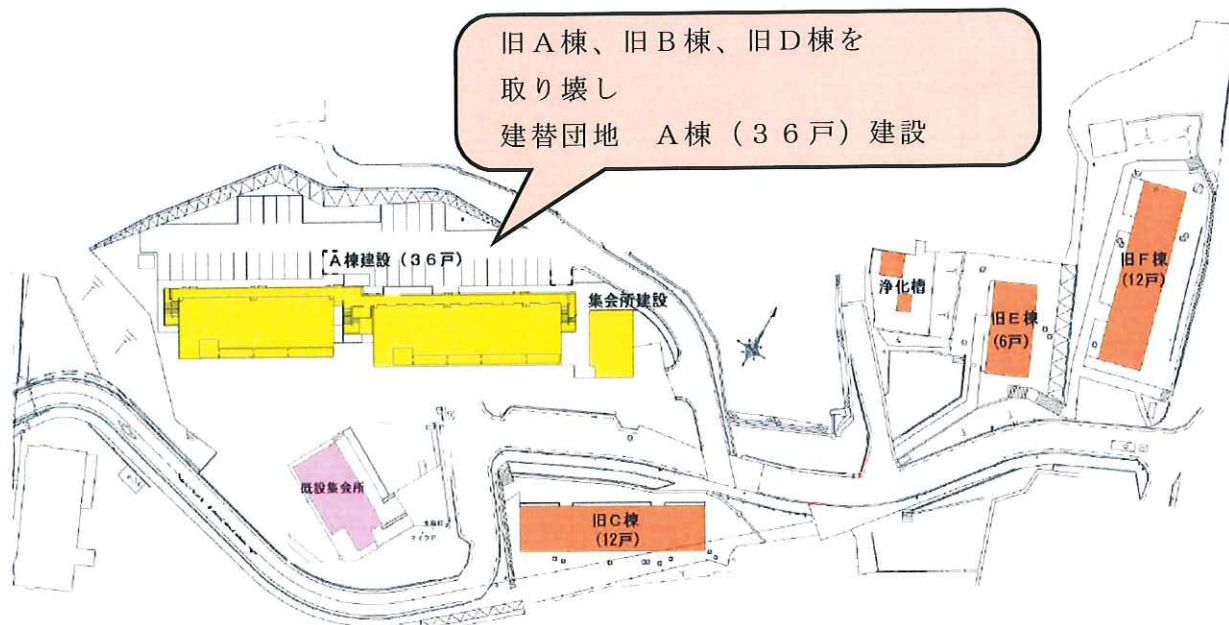 旧A棟、旧B棟、旧D棟を
取り壊し
建替団地　A棟（３６戸）建設
A棟建設（３６戸）
集会所建設
浄化槽
旧E棟
(6戸)
旧F棟
(12戸)
既設集会所
旧C棟
(12戸)